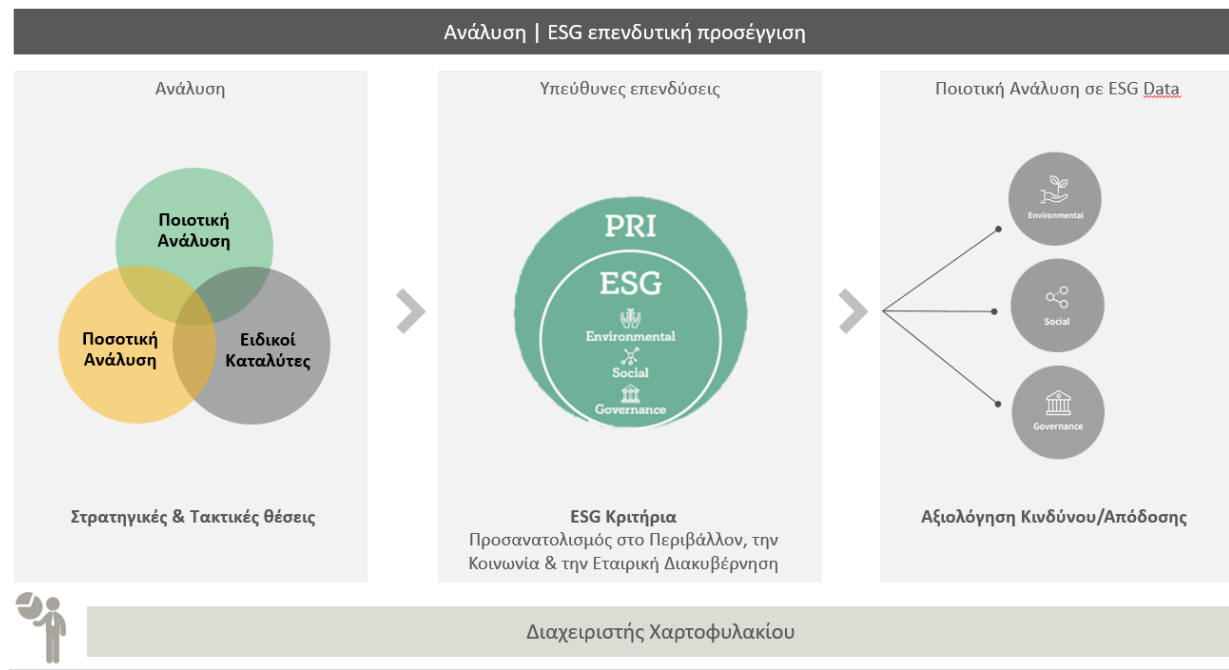 Ανάλυση | ESG επενδυτική προσέγγιση
Ανάλυση
Ποιοτική
Ανάλυση
Ποσοτική
Ανάλυση
Ειδικοί
Καταλύτες
Στρατηγικές & Τακτικές θέσεις
Υπεύθυνες επενδύσεις
PRI
ESG
Environmental
Social
Governance
ESG Κριτήρια
Προσανατολισμός στο Περιβάλλον, την
Κοινωνία & την Εταιρική Διακυβέρνηση
Ποιοτική Ανάλυση σε ESG Data
Environmental
Social
Governance
Αξιολόγηση Κινδύνου/Απόδοσης
Διαχειριστής Χαρτοφυλακίου